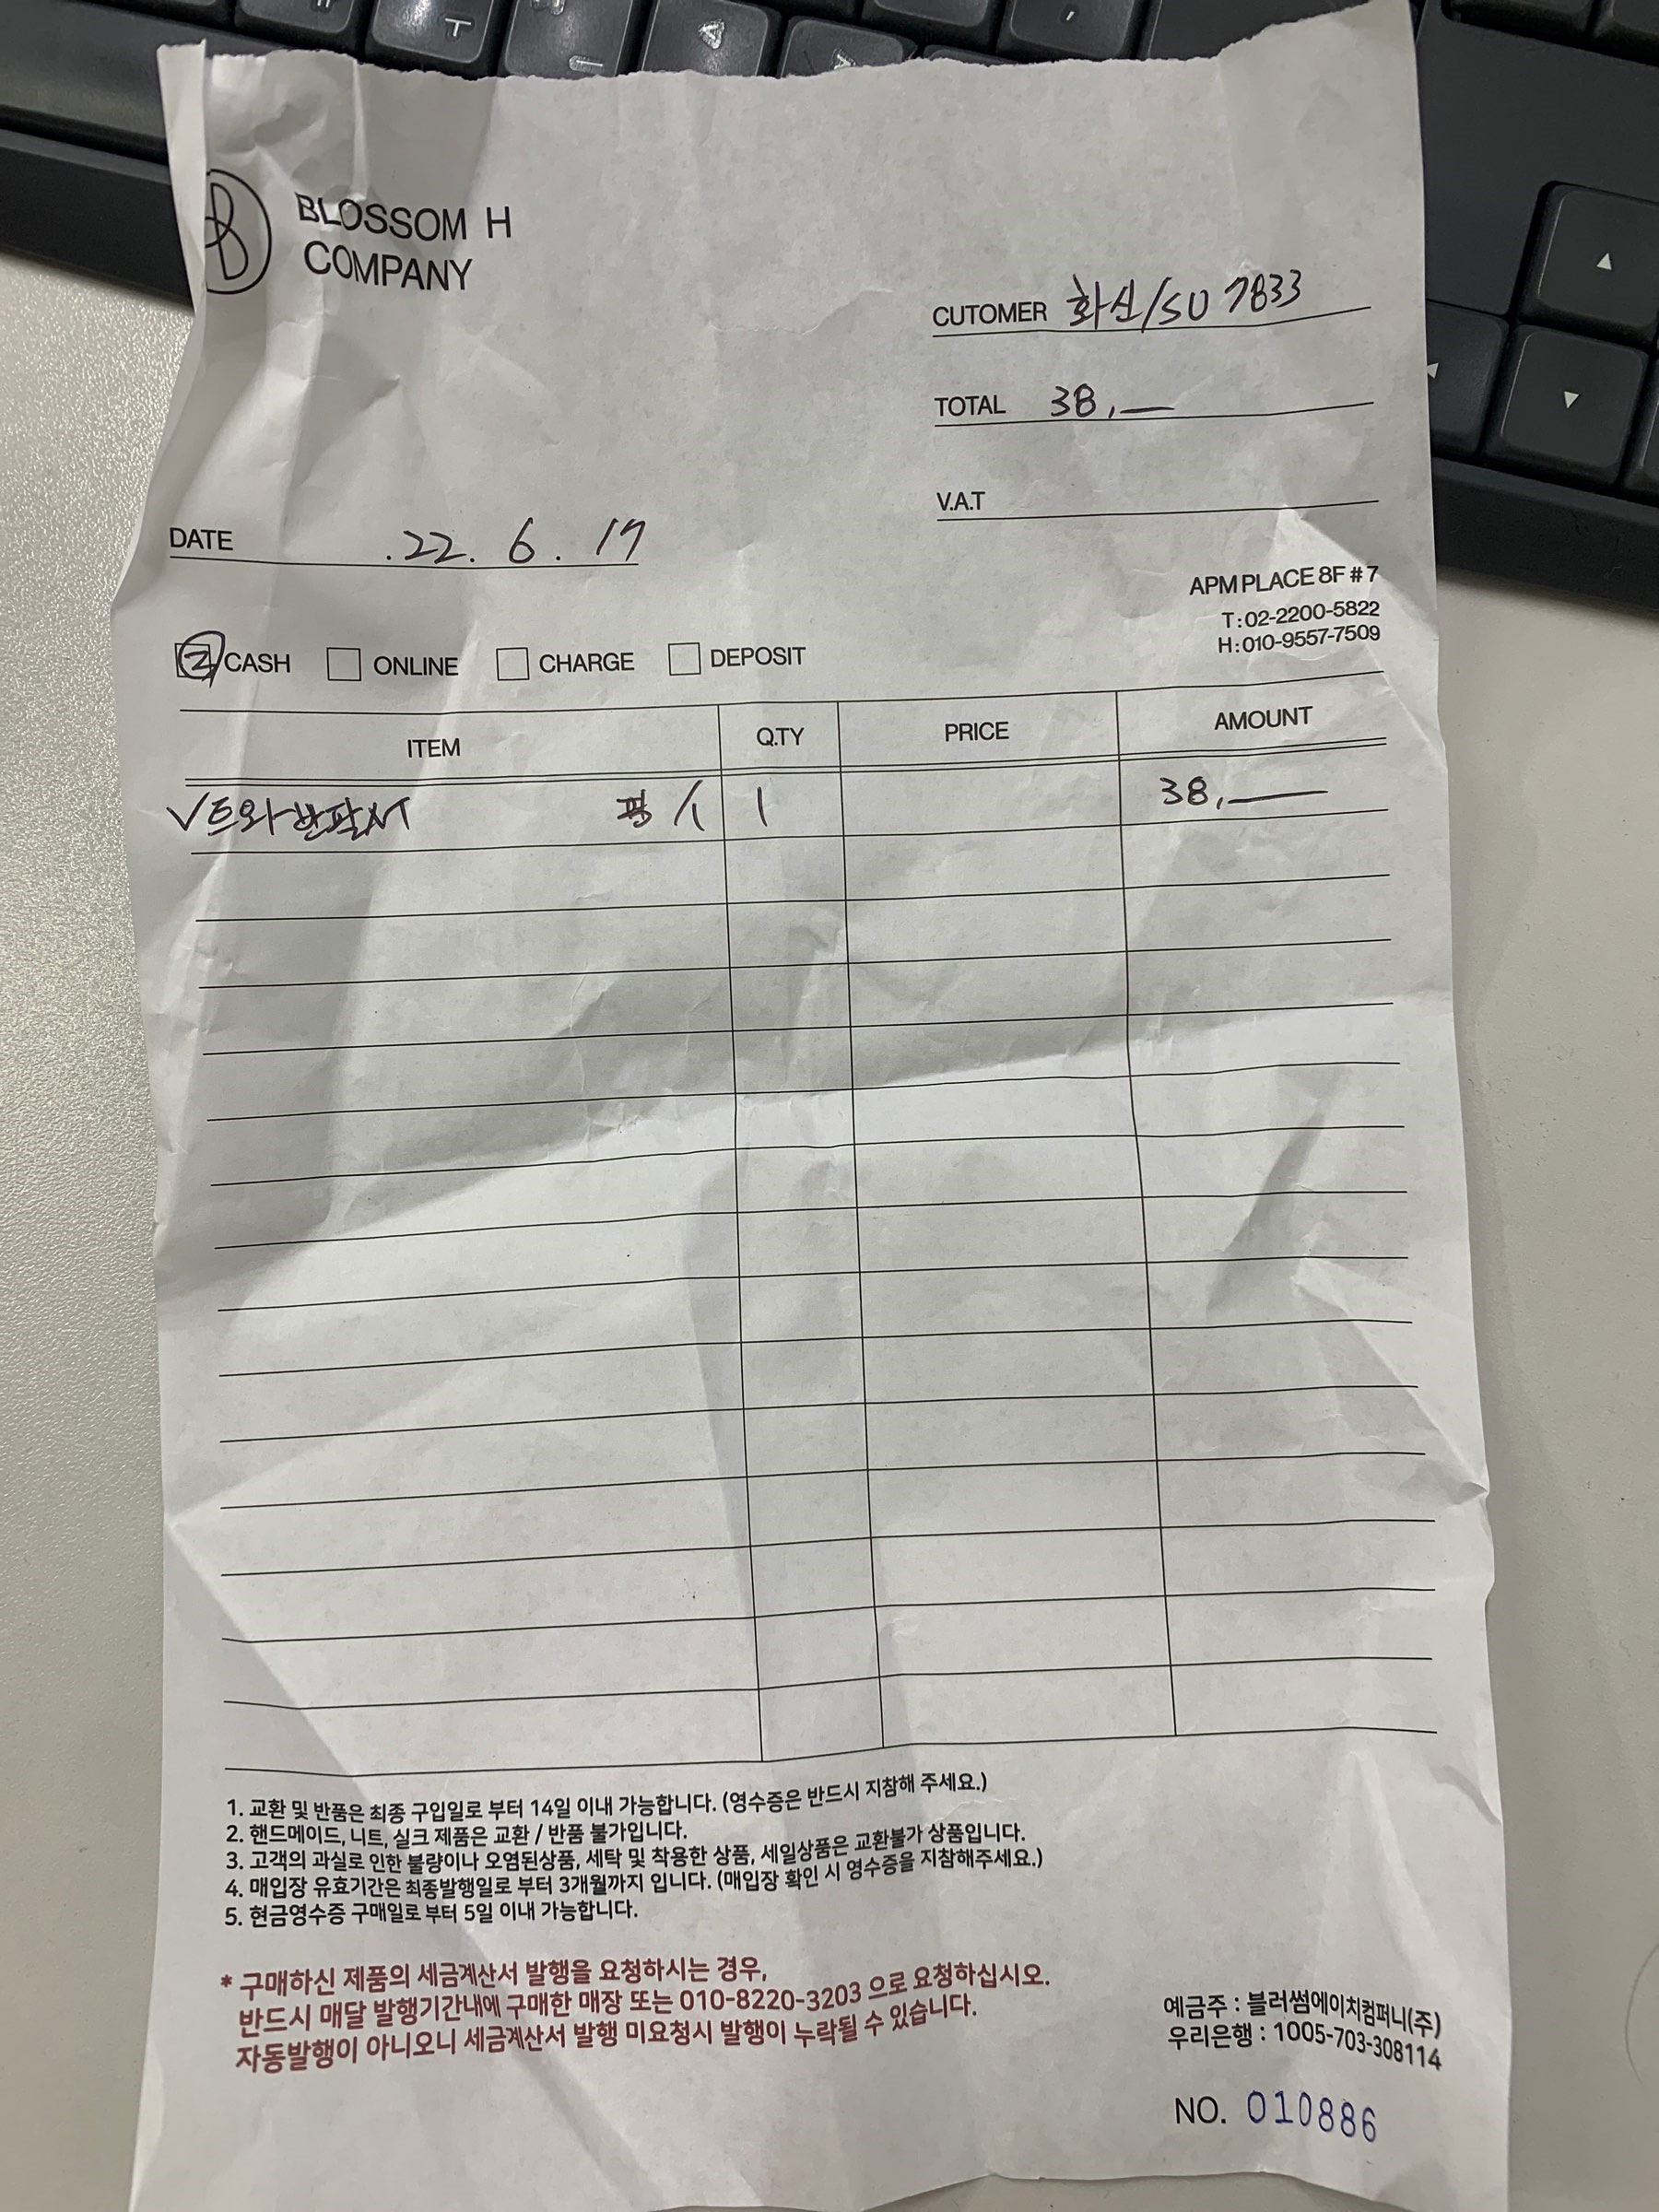 BLOSSOM H
COMPANY
CUTOMER 화신/SU 7833
TOTAL 38,—
V.A.T
DATE .22. 6. 17
APM PLACE 8F #7
T:02-2200-5822
H:010-9557-7509
CASH ONLINE CHARGE DEPOSIT
ITEM Q.TY PRICE AMOUNT
✓트와반팔 1 38,—
1. 교환 및 반품은 최종 구입일로 부터 14일 이내 가능합니다. (영수증은 반드시 지참해 주세요.)
2. 핸드메이드, 니트, 실크 제품은 교환 / 반품 불가입니다.
3. 고객의 과실로 인한 불량이나 오염된상품, 세탁 및 착용한 상품, 세일상품은 교환불가 상품입니다.
4. 매입장 유효기간은 최종발행일로 부터 3개월까지 입니다. (매입장 확인 시 영수증을 지참해주세요.)
5. 현금영수증 구매일로 부터 5일 이내 가능합니다.
* 구매하신 제품의 세금계산서 발행을 요청하시는 경우,
반드시 매달 발행기간내에 구매한 매장 또는 010-8220-3203 으로 요청하십시오.
자동발행이 아니오니 세금계산서 발행 미요청시 발행이 누락될 수 있습니다.
예금주 : 블러썸에이치컴퍼니(주)
우리은행 : 1005-703-308114
NO. 010886